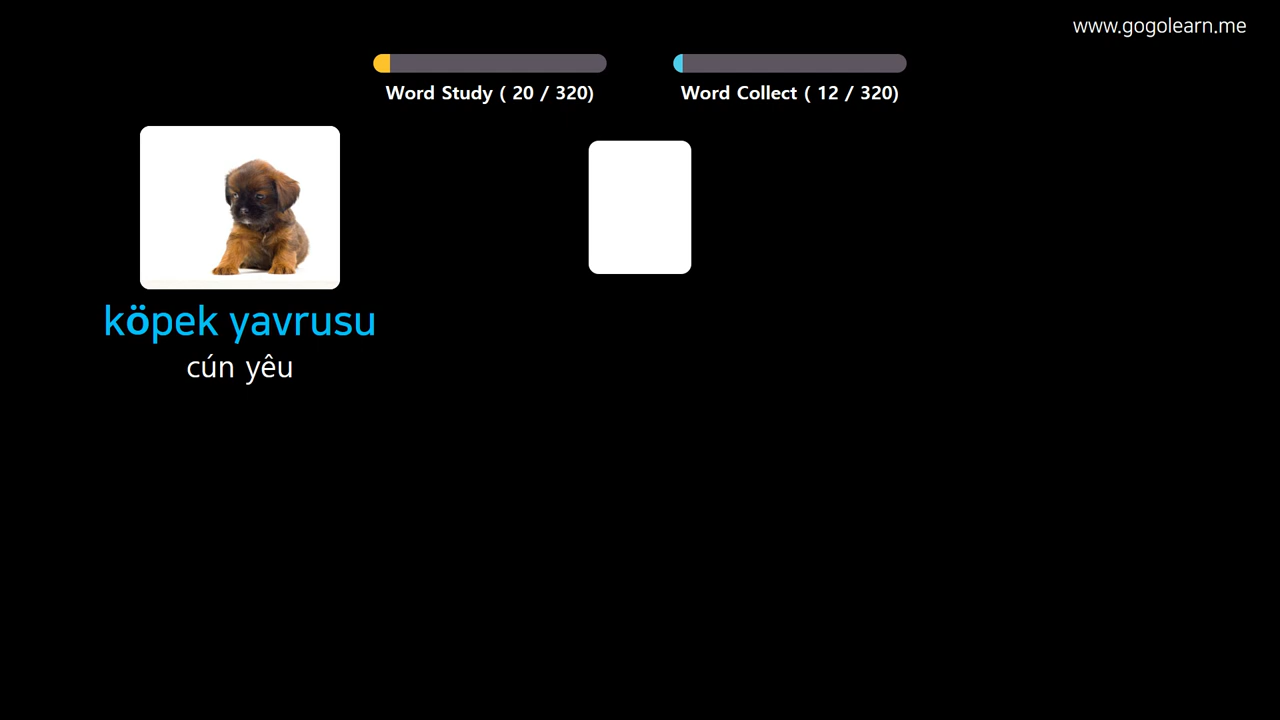 www.gogolearn.me
Word Study ( 20 / 320)
Word Collect ( 12 / 320)
köpek yavrusu
cún yêu